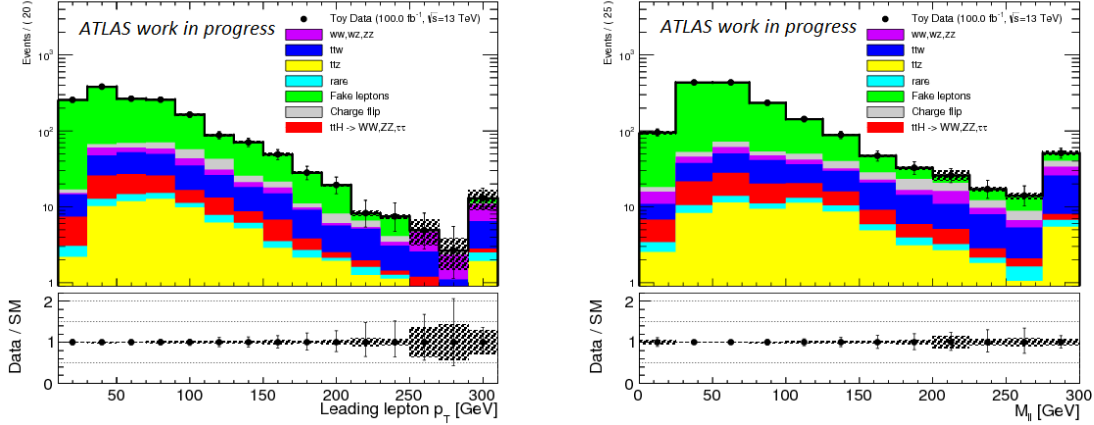 ATLAS work in progress
Toy Data (100.0 fb⁻¹, √s=13 TeV)
ww,wz,zz
ttw
ttz
rare
Fake leptons
Charge flip
ttH -> WW,ZZ,ττ
Events / ( 20 )
10³
10²
10
1
Data / SM
2
1
0
50 100 150 200 250 300
Leading lepton p_T [GeV]
ATLAS work in progress
Toy Data (100.0 fb⁻¹, √s=13 TeV)
ww,wz,zz
ttw
ttz
rare
Fake leptons
Charge flip
ttH -> WW,ZZ,ττ
Events / ( 25 )
10³
10²
10
1
Data / SM
2
1
0
0 50 100 150 200 250 300
M_ll [GeV]